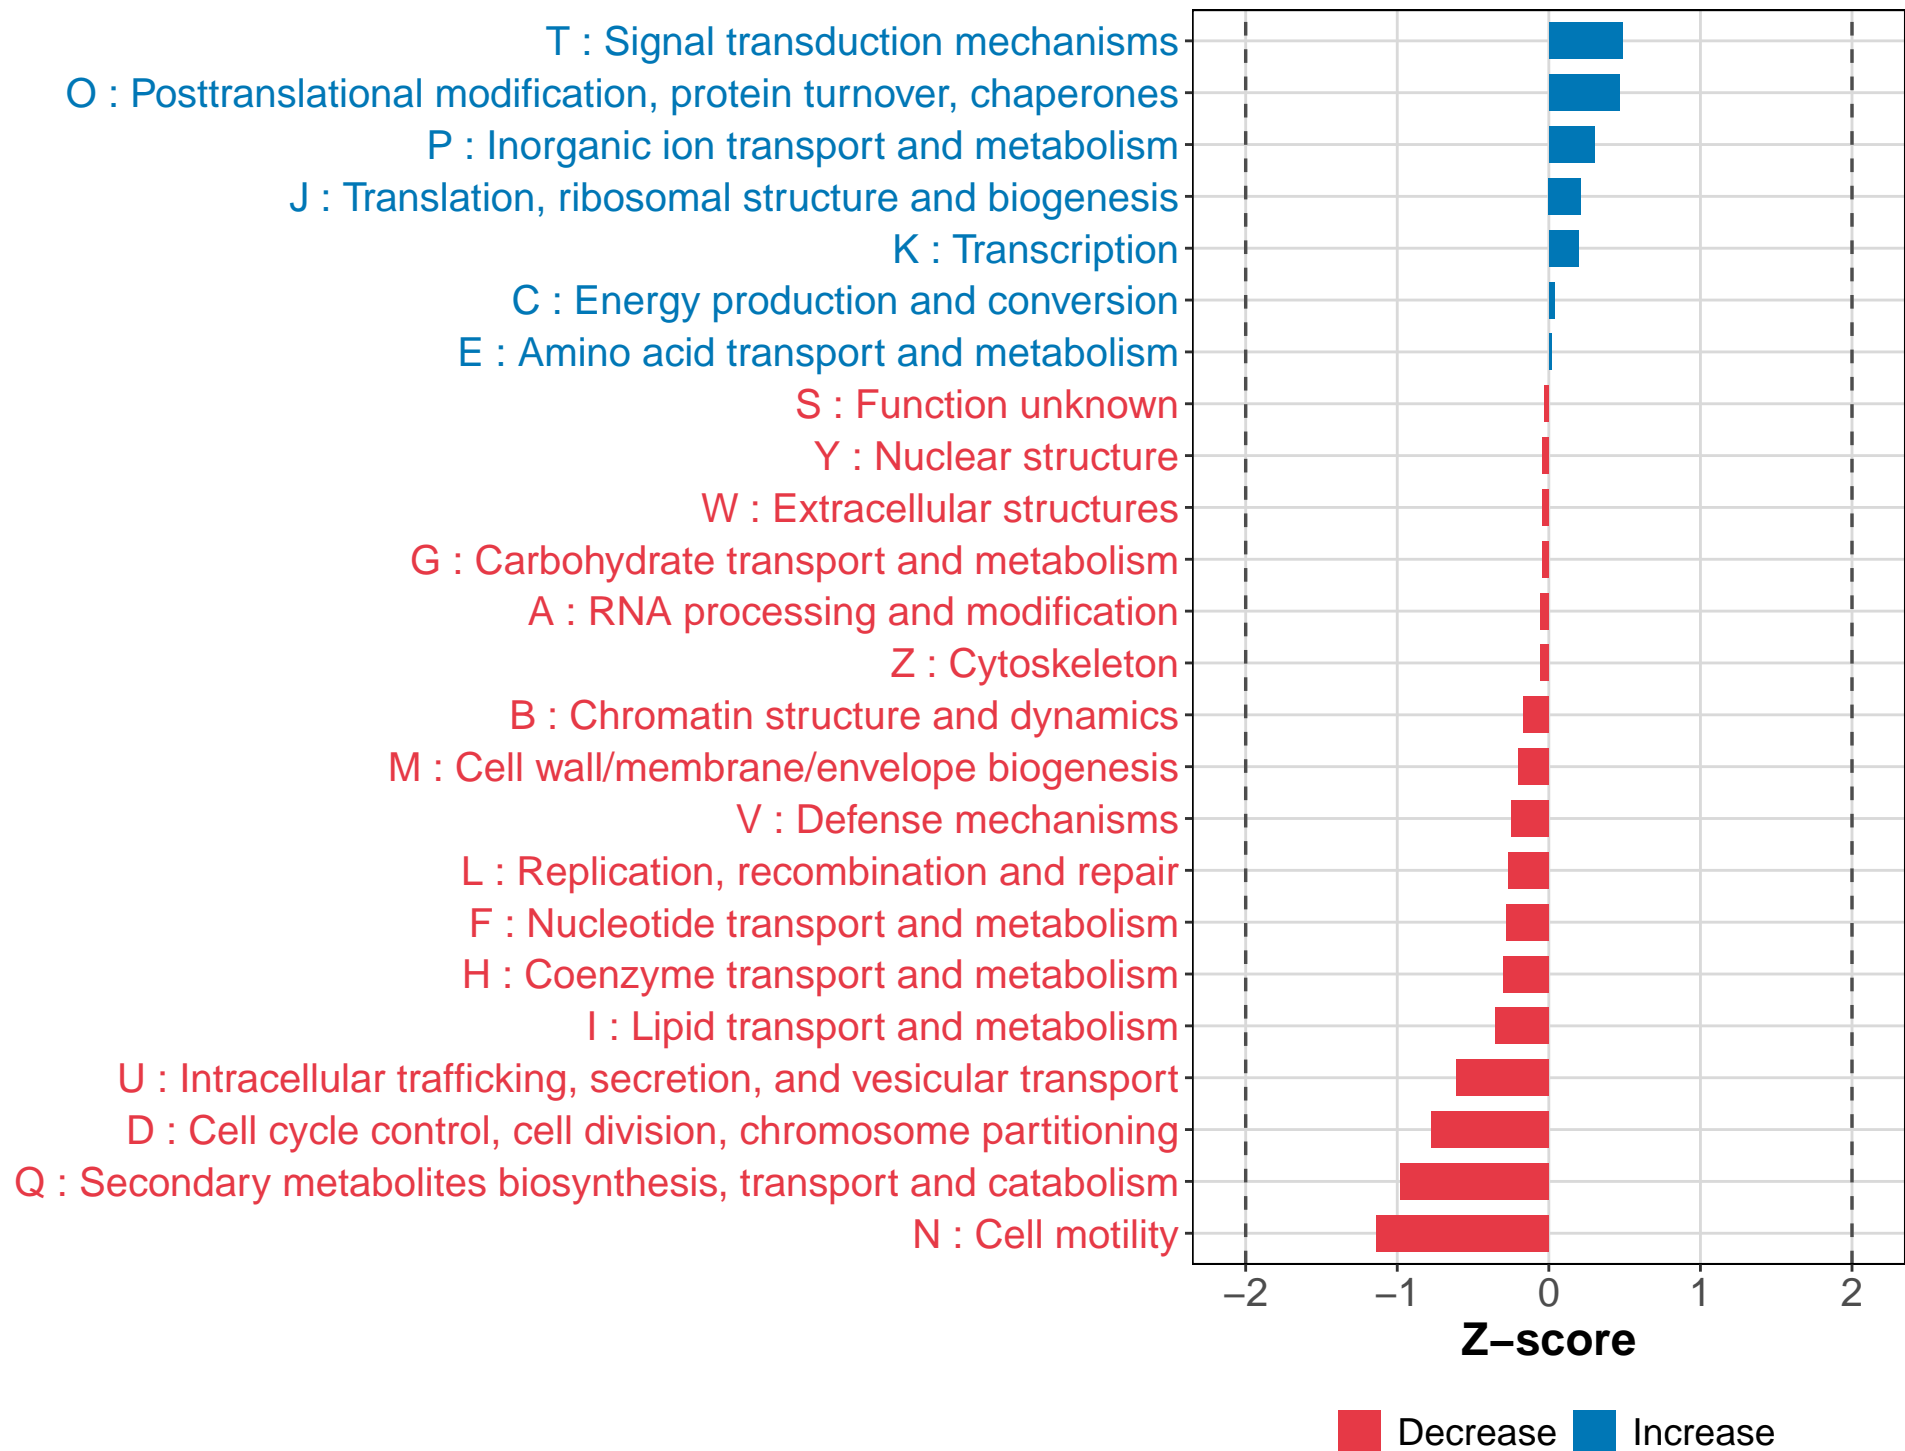 T : Signal transduction mechanisms
O : Posttranslational modification, protein turnover, chaperones
P : Inorganic ion transport and metabolism
J : Translation, ribosomal structure and biogenesis
K : Transcription
C : Energy production and conversion
E : Amino acid transport and metabolism
S : Function unknown
Y : Nuclear structure
W : Extracellular structures
G : Carbohydrate transport and metabolism
A : RNA processing and modification
Z : Cytoskeleton
B : Chromatin structure and dynamics
M : Cell wall/membrane/envelope biogenesis
V : Defense mechanisms
L : Replication, recombination and repair
F : Nucleotide transport and metabolism
H : Coenzyme transport and metabolism
I : Lipid transport and metabolism
U : Intracellular trafficking, secretion, and vesicular transport
D : Cell cycle control, cell division, chromosome partitioning
Q : Secondary metabolites biosynthesis, transport and catabolism
N : Cell motility
−2 −1 0 1 2
Z−score
Decrease Increase